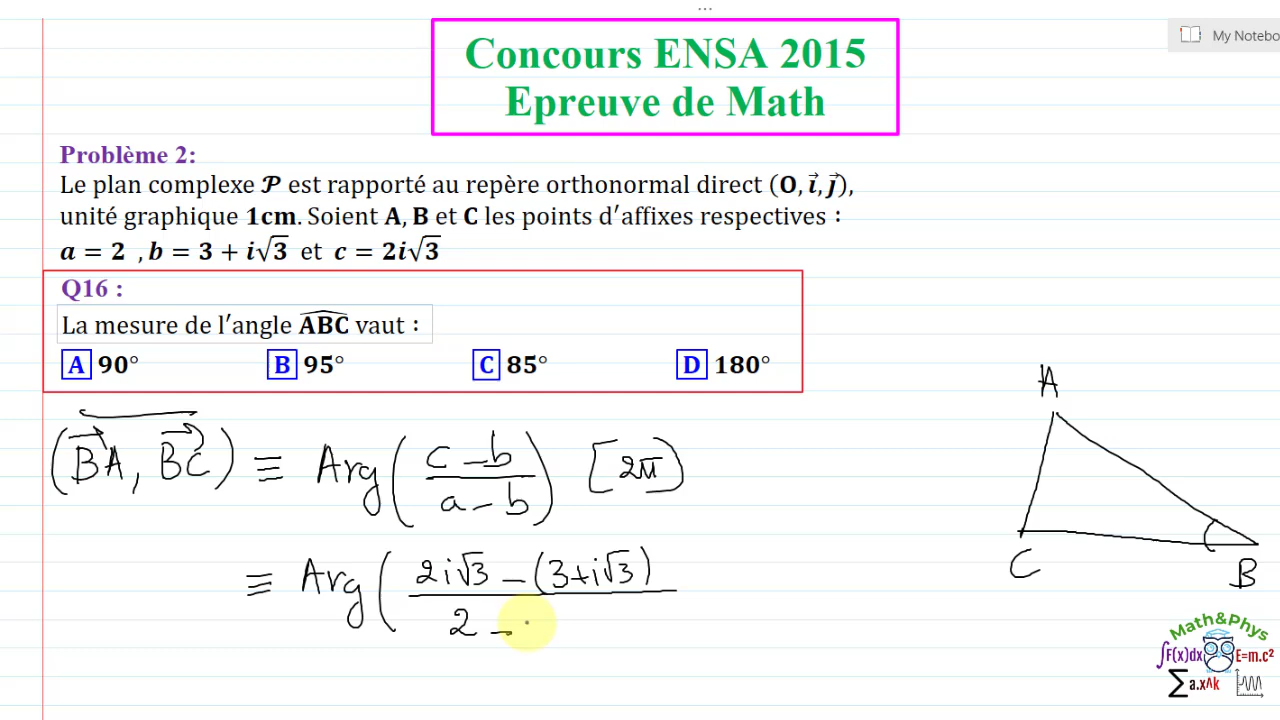 ...
My Notebo
Concours ENSA 2015
Epreuve de Math
Problème 2:
Le plan complexe 𝓟 est rapporté au repère orthonormal direct (O, i⃗, j⃗),
unité graphique 1cm. Soient A, B et C les points d'affixes respectives :
a = 2 , b = 3 + i√3 et c = 2i√3
Q16 :
La mesure de l'angle ÂBC vaut :
A 90° B 95° C 85° D 180°
(BA⃗, BC⃗) ≡ Arg( (c - b) / (a - b) ) [2π)
≡ Arg( (2i√3 - (3+i√3)) / (2 -
A
C
B
Math&Phys
∫F(x)dx E=m.c²
∑ a.x^k